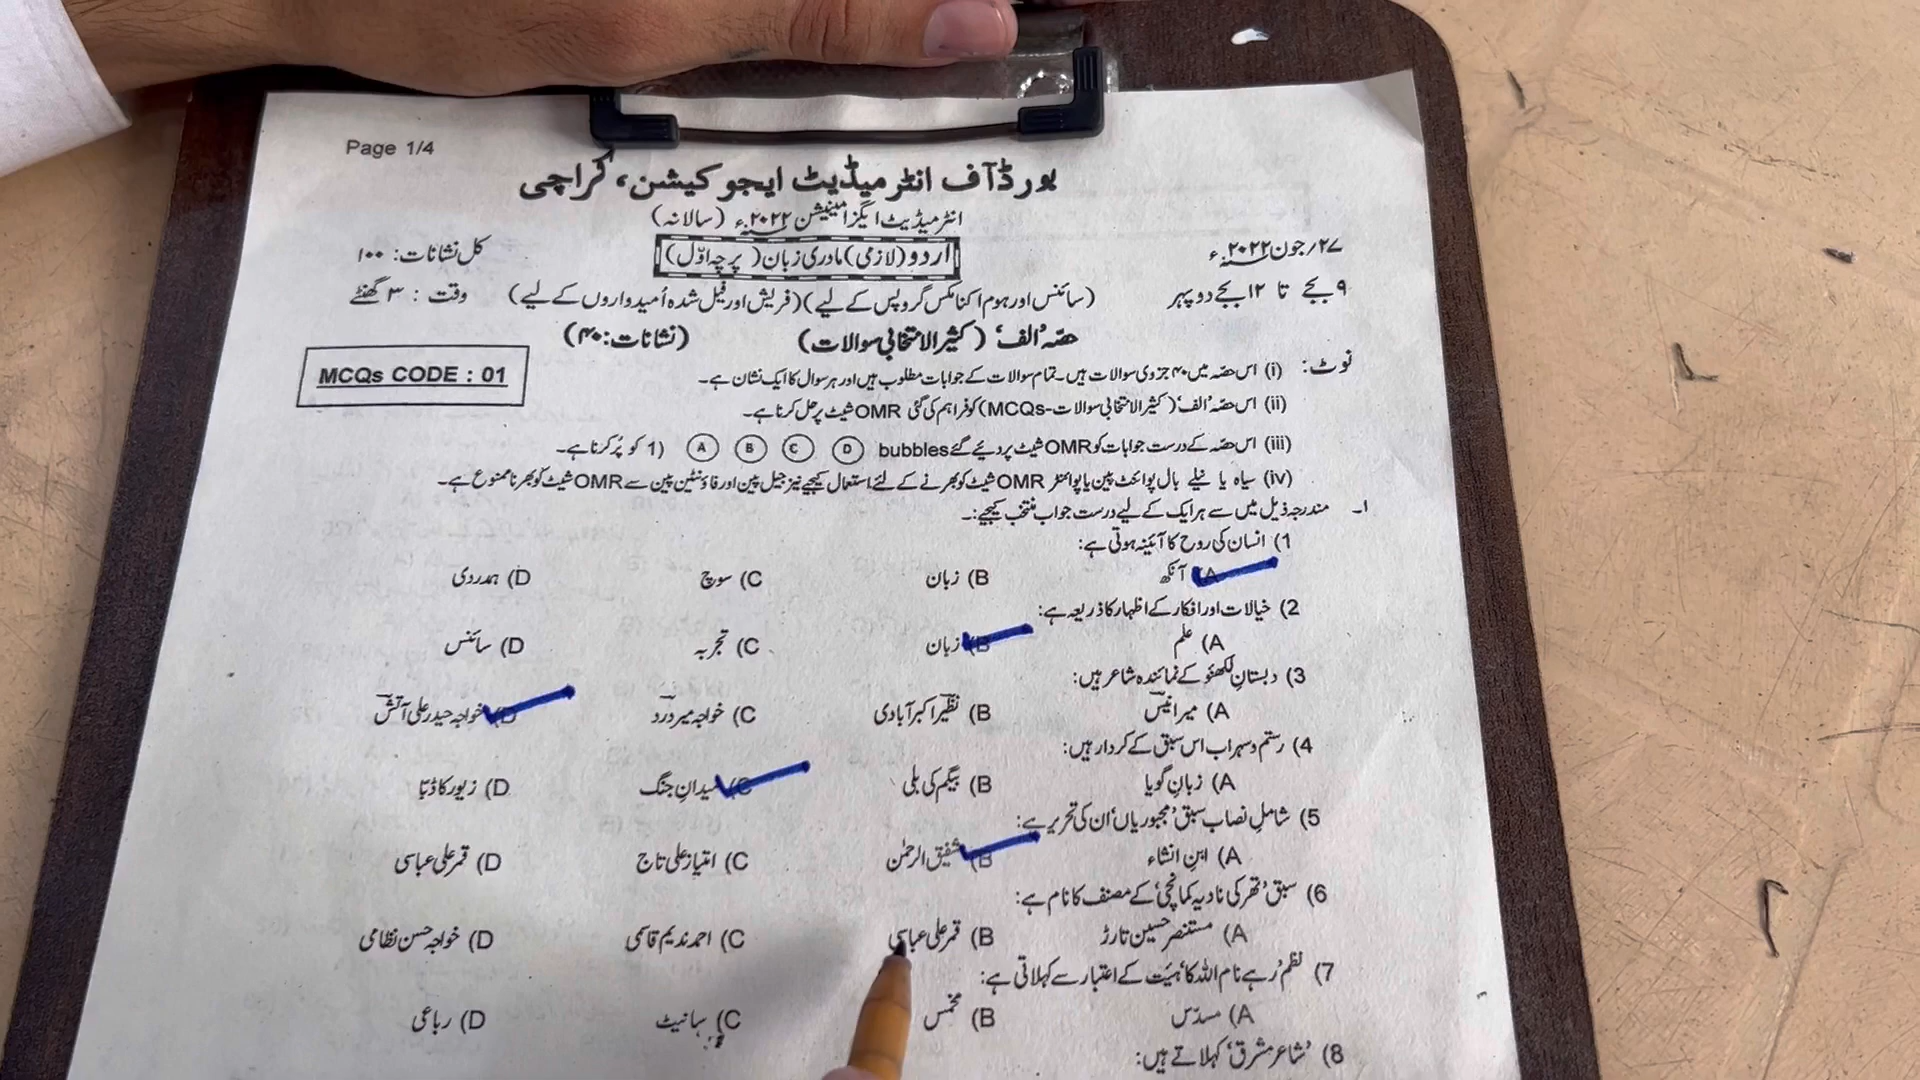 Page 1/4
بورڈ آف انٹرمیڈیٹ ایجوکیشن، کراچی
انٹرمیڈیٹ ایگزامینیشن ۲۰۲۲ء (سالانہ)
۲۷/جون ۲۰۲۲ء اُردو (لازمی) مادری زبان (پرچہ اوّل) کل نشانات: ۱۰۰
۹ بجے تا ۱۲ بجے دوپہر (سائنس اور ہوم اکنامکس گروپس کے لیے) (فریش اور فیل شدہ اُمیدواروں کے لیے) وقت : ۳ گھنٹے
حصّہ 'الف' (کثیر الانتخابی سوالات) (نشانات: ۴۰)
MCQs CODE : 01
نوٹ: (i) اس حصّہ میں ۴۰ جزوی سوالات ہیں۔ تمام سوالات کے جوابات مطلوب ہیں اور ہر سوال کا ایک نشان ہے۔
(ii) اس حصّہ 'الف' (کثیر الانتخابی سوالات-MCQs) کو فراہم کی گئی OMR شیٹ پر حل کرنا ہے۔
(iii) اس حصّہ کے درست جوابات کو OMR شیٹ پر دیئے گئے bubbles (1 A B C D کو پُر کرنا ہے۔
(iv) سیاہ یا نیلے بال پوائنٹ پین یا پوائنٹر OMR شیٹ کو بھرنے کے لئے استعمال کیجیے نیز جیل پین اور فاؤنٹین پین سے OMR شیٹ کو بھرنا ممنوع ہے۔
۱۔ مندرجہ ذیل میں سے ہر ایک کے لیے درست جواب منتخب کیجیے:۔
1) انسان کی روح کا آئینہ ہوتی ہے:
A) آنکھ B) زبان C) سوچ D) ہمدردی
2) خیالات اور افکار کے اظہار کا ذریعہ ہے:
A) علم B) زبان C) تجربہ D) سائنس
3) دبستانِ لکھنؤ کے نمائندہ شاعر ہیں:
A) میر انیسؔ B) نظیرؔ اکبر آبادی C) خواجہ میر دردؔ D) خواجہ حیدر علی آتشؔ
4) رستم و سہراب اس سبق کے کردار ہیں:
A) زبانِ گویا B) بیگم کی بلی C) میدانِ جنگ D) زیور کا ڈبّا
5) شاملِ نصاب سبق 'مجبوریاں' ان کی تحریر ہے:
A) ابنِ انشاء B) شفیق الرحمٰن C) امتیاز علی تاج D) قمر علی عباسی
6) سبق 'تھر کی نادیہ کمانچی' کے مصنف کا نام ہے:
A) مستنصر حسین تارڑ B) قمر علی عباسی C) احمد ندیم قاسمی D) خواجہ حسن نظامی
7) نظم 'رہے نام اللہ کا' ہیئت کے اعتبار سے کہلاتی ہے:
A) مسدّس B) مخمس C) سانیٹ D) رباعی
8) 'شاعرِ مشرق' کہلاتے ہیں: